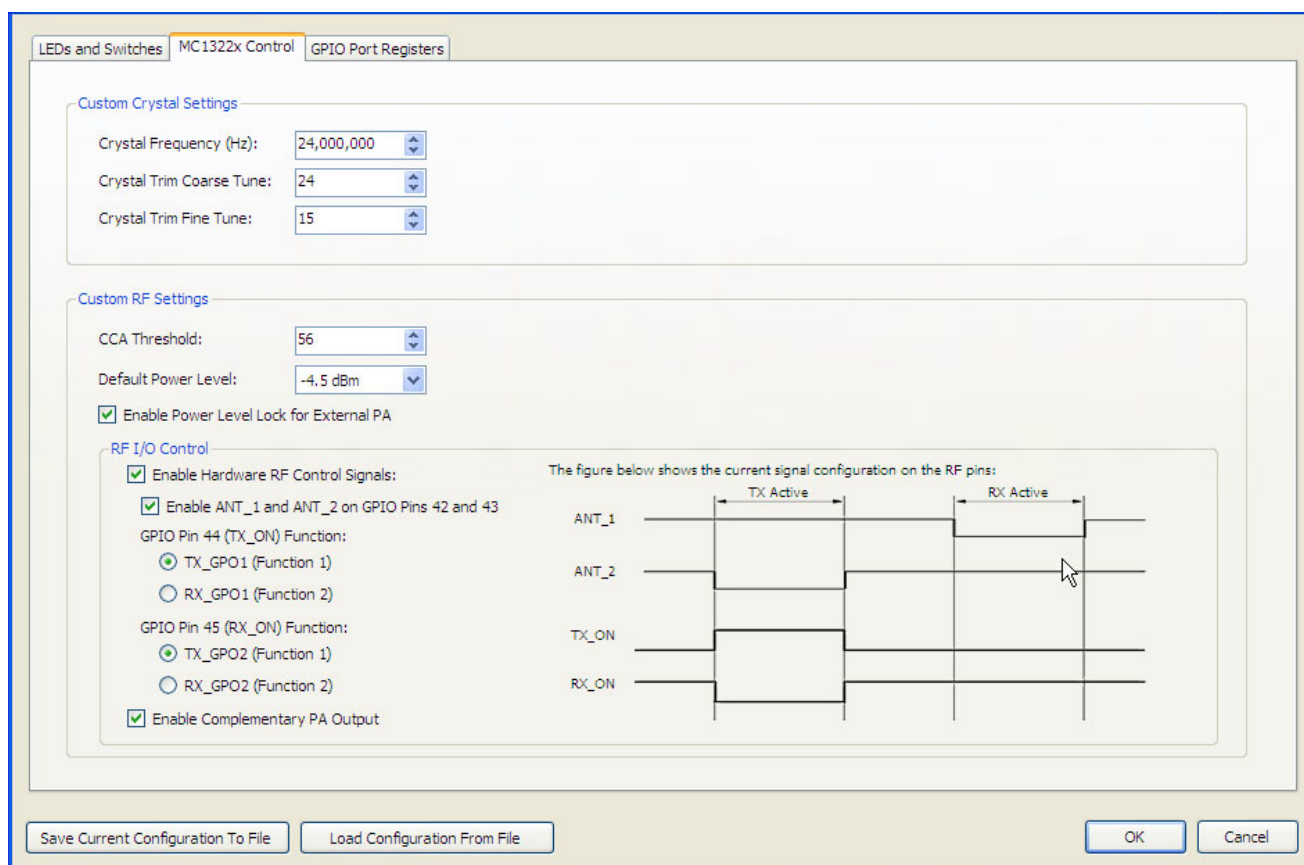 LEDs and Switches MC1322x Control GPIO Port Registers
Custom Crystal Settings
Crystal Frequency (Hz): 24,000,000
Crystal Trim Coarse Tune: 24
Crystal Trim Fine Tune: 15
Custom RF Settings
CCA Threshold: 56
Default Power Level: -4.5 dBm
Enable Power Level Lock for External PA
RF I/O Control
Enable Hardware RF Control Signals:
Enable ANT_1 and ANT_2 on GPIO Pins 42 and 43
GPIO Pin 44 (TX_ON) Function:
TX_GPO1 (Function 1)
RX_GPO1 (Function 2)
GPIO Pin 45 (RX_ON) Function:
TX_GPO2 (Function 1)
RX_GPO2 (Function 2)
Enable Complementary PA Output
The figure below shows the current signal configuration on the RF pins:
TX Active RX Active
ANT_1
ANT_2
TX_ON
RX_ON
Save Current Configuration To File Load Configuration From File OK Cancel